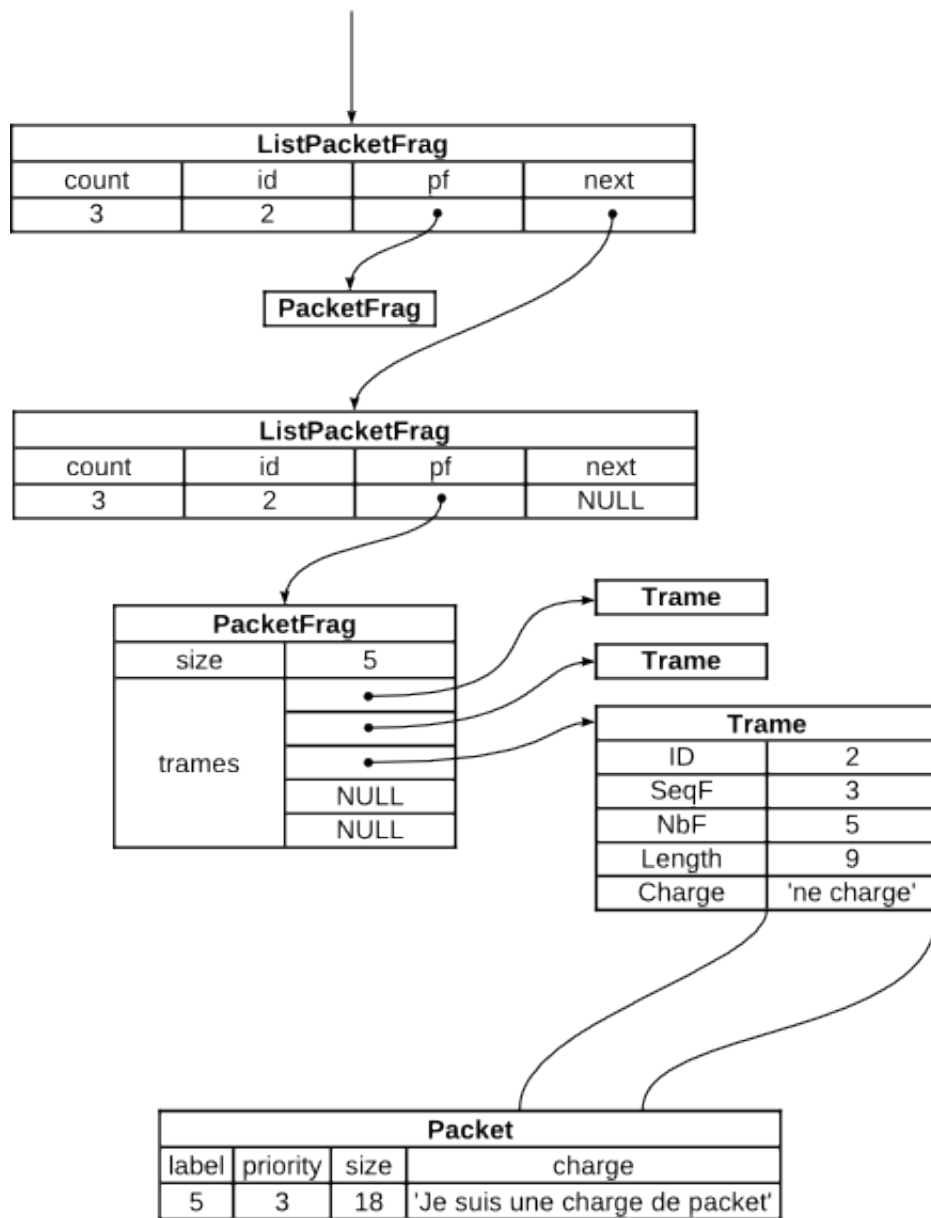 ListPacketFrag
count id pf next
3 2
PacketFrag
ListPacketFrag
count id pf next
3 2 NULL
PacketFrag
size 5
trames
NULL
NULL
Trame
Trame
Trame
ID 2
SeqF 3
NbF 5
Length 9
Charge 'ne charge'
Packet
label priority size charge
5 3 18 'Je suis une charge de packet'